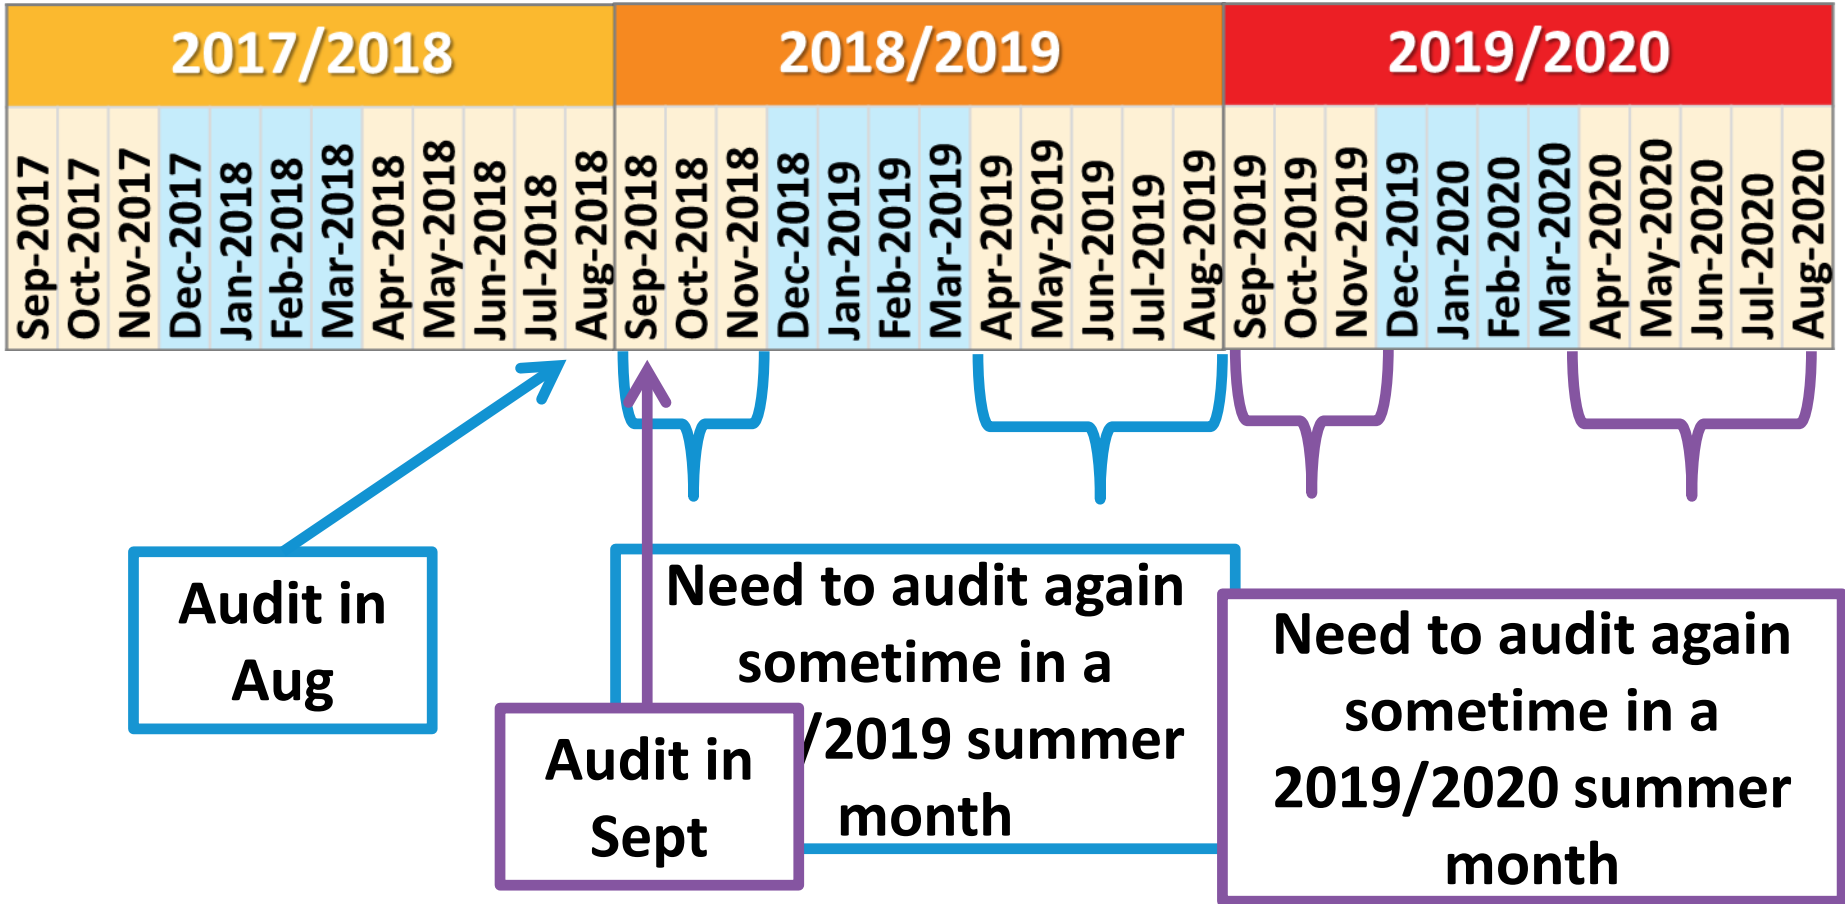 2017/2018
2018/2019
2019/2020
Sep-2017
Oct-2017
Nov-2017
Dec-2017
Jan-2018
Feb-2018
Mar-2018
Apr-2018
May-2018
Jun-2018
Jul-2018
Aug-2018
Sep-2018
Oct-2018
Nov-2018
Dec-2018
Jan-2019
Feb-2019
Mar-2019
Apr-2019
May-2019
Jun-2019
Jul-2019
Aug-2019
Sep-2019
Oct-2019
Nov-2019
Dec-2019
Jan-2020
Feb-2020
Mar-2020
Apr-2020
May-2020
Jun-2020
Jul-2020
Aug-2020
Audit in
Aug
Audit in
Sept
Need to audit again
sometime in a
/2019 summer
month
Need to audit again
sometime in a
2019/2020 summer
month